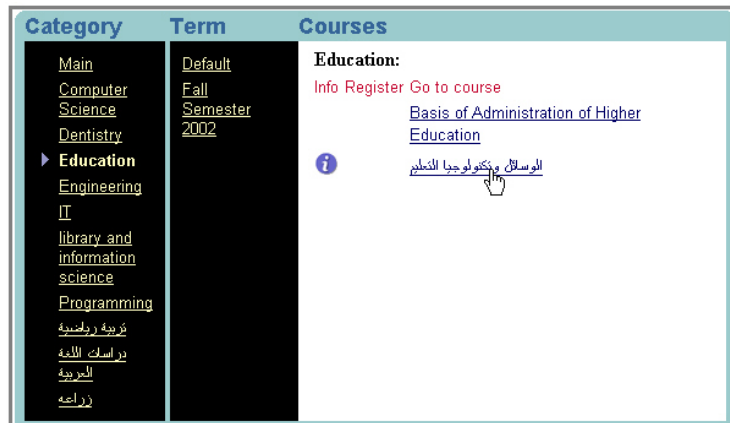 Category
Term
Courses
Main
Computer
Science
Dentistry
Education
Engineering
IT
library and
information
science
Programming
تربية رياضية
دراسات اللغة
العربية
زراعه
Default
Fall
Semester
2002
Education:
Info Register Go to course
Basis of Administration of Higher
Education
الوسائل وتكنولوجيا التعليم